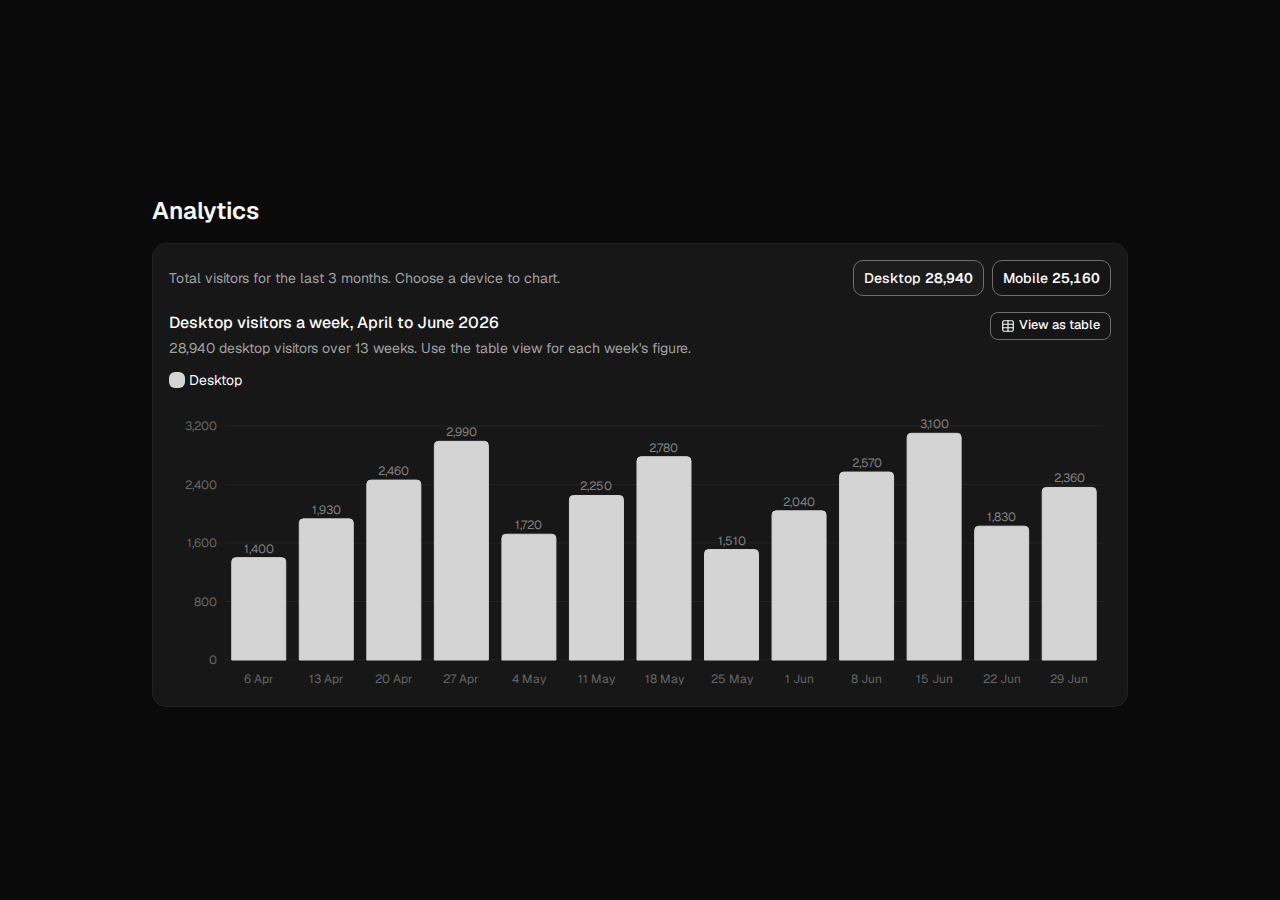 Analytics
Total visitors for the last 3 months. Choose a device to chart.
Desktop 28,940
Mobile 25,160
Desktop visitors a week, April to June 2026
View as table
28,940 desktop visitors over 13 weeks. Use the table view for each week's figure.
Desktop
3,200
2,400
1,600
800
0
1,400
1,930
2,460
2,990
1,720
2,250
2,780
1,510
2,040
2,570
3,100
1,830
2,360
6 Apr
13 Apr
20 Apr
27 Apr
4 May
11 May
18 May
25 May
1 Jun
8 Jun
15 Jun
22 Jun
29 Jun